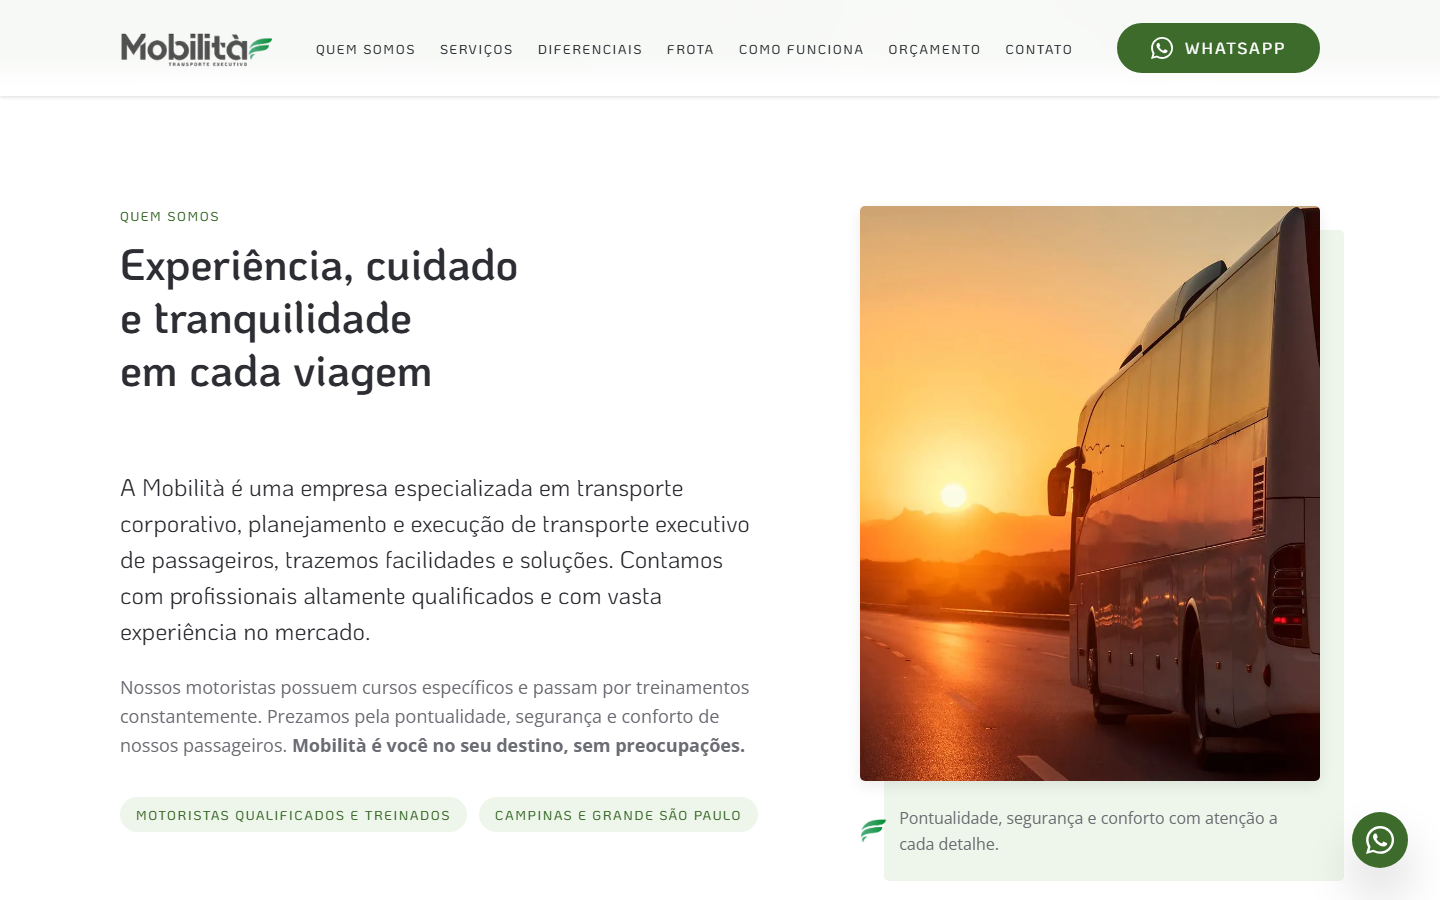 Mobilità
TRANSPORTE EXECUTIVO
QUEM SOMOS
SERVIÇOS
DIFERENCIAIS
FROTA
COMO FUNCIONA
ORÇAMENTO
CONTATO
WHATSAPP
QUEM SOMOS
Experiência, cuidado
e tranquilidade
em cada viagem
A Mobilità é uma empresa especializada em transporte
corporativo, planejamento e execução de transporte executivo
de passageiros, trazemos facilidades e soluções. Contamos
com profissionais altamente qualificados e com vasta
experiência no mercado.
Nossos motoristas possuem cursos específicos e passam por treinamentos
constantemente. Prezamos pela pontualidade, segurança e conforto de
nossos passageiros. Mobilità é você no seu destino, sem preocupações.
MOTORISTAS QUALIFICADOS E TREINADOS
CAMPINAS E GRANDE SÃO PAULO
Pontualidade, segurança e conforto com atenção a
cada detalhe.